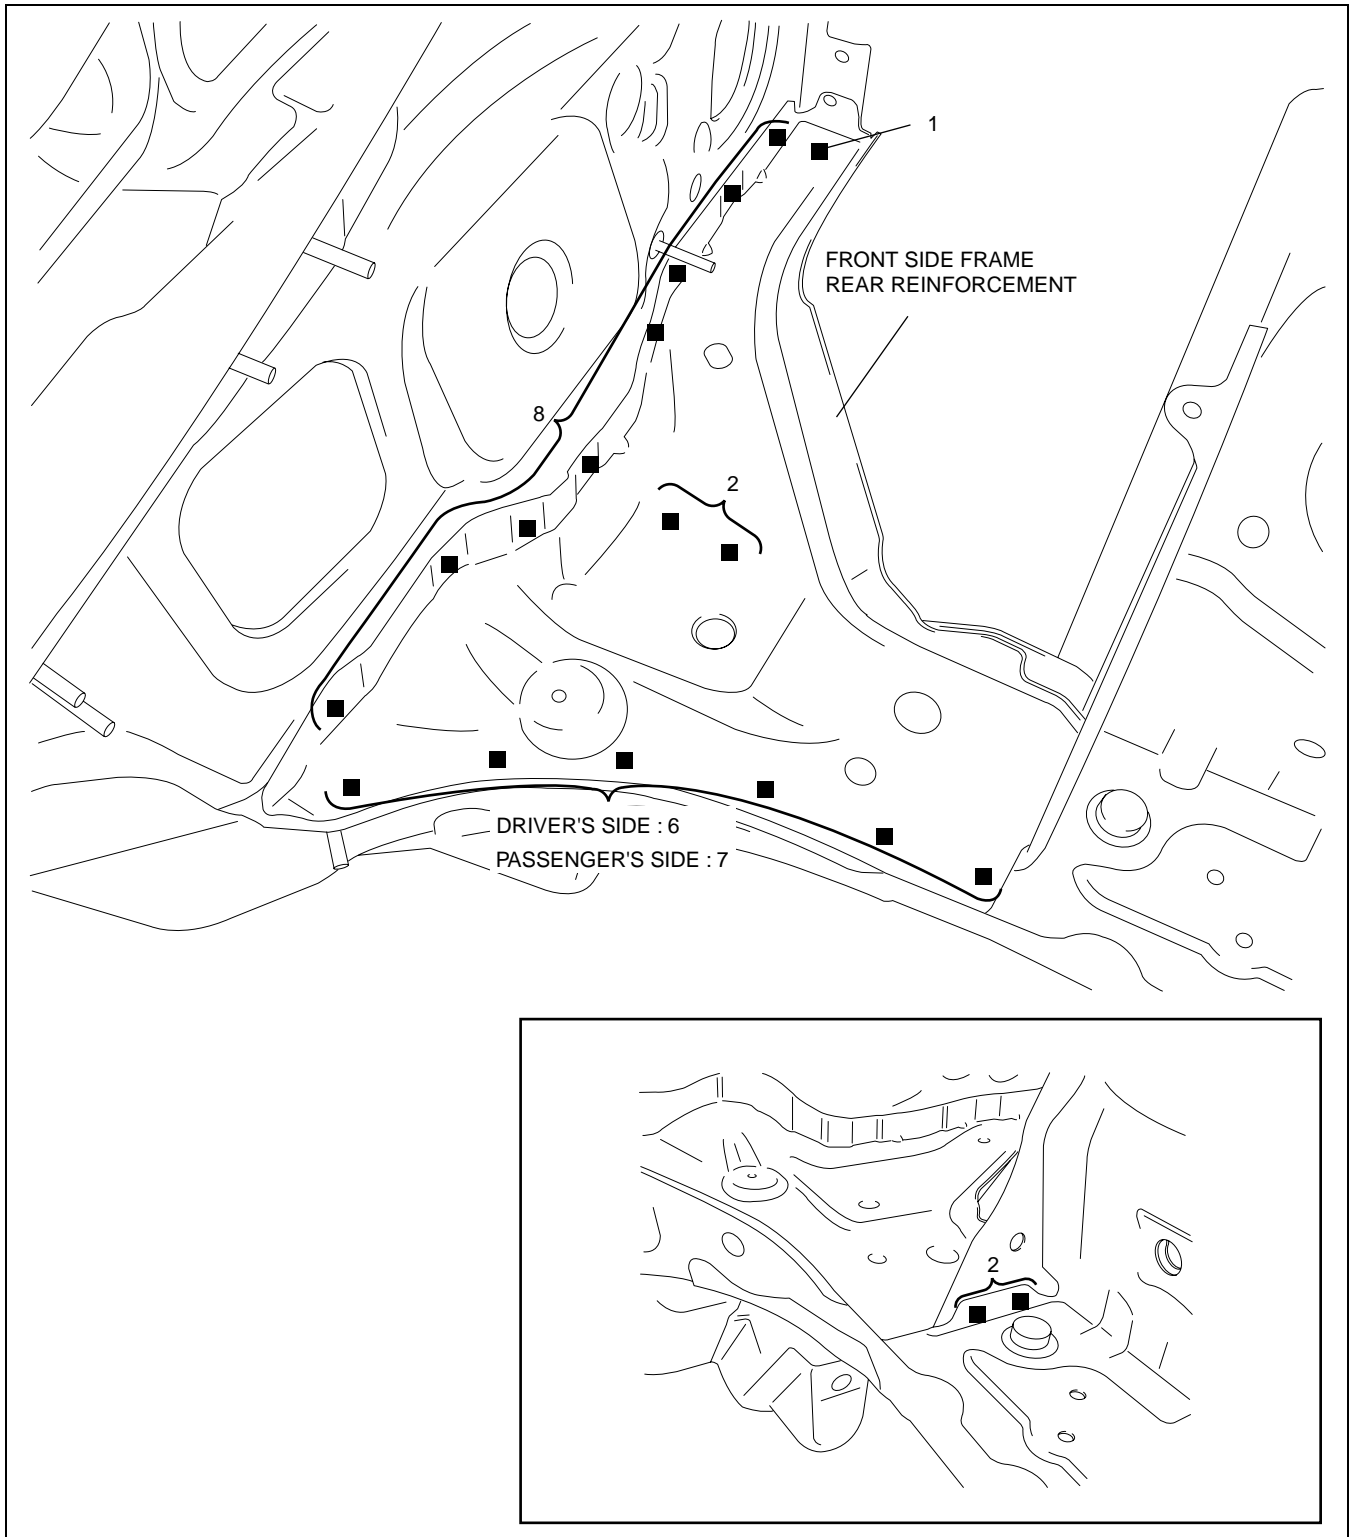 1
FRONT SIDE FRAME
REAR REINFORCEMENT
8
2
DRIVER'S SIDE : 6
PASSENGER'S SIDE : 7
2